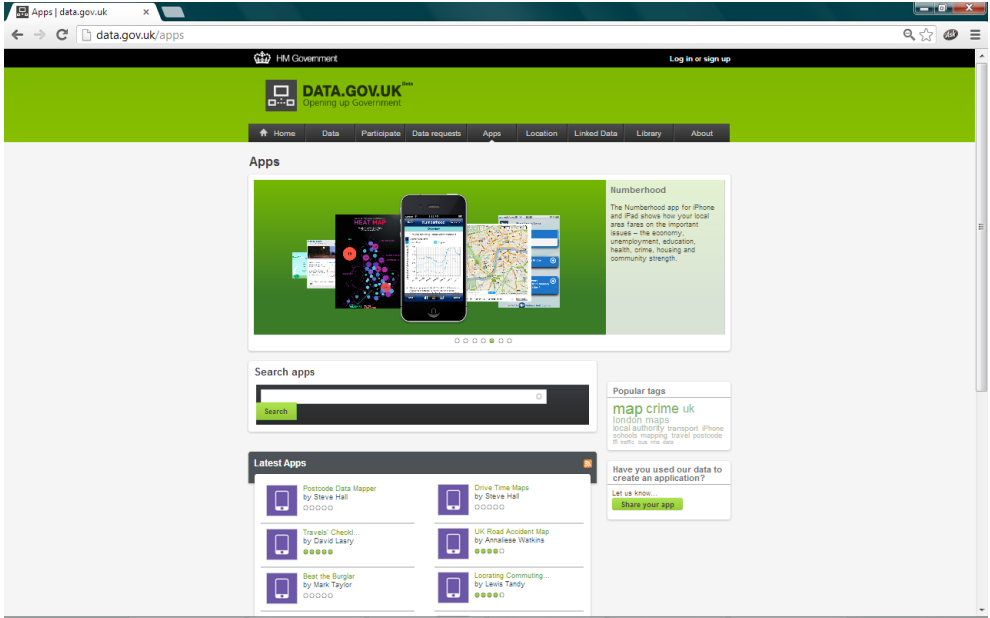 Apps | data.gov.uk
data.gov.uk/apps
HM Government
Log in or sign up
DATA.GOV.UK Beta
Opening up Government
Home Data Participate Data requests Apps Location Linked Data Library About
Apps
HEAT MAP
NUMBERHOOD
Numberhood
The Numberhood app for iPhone
and iPad shows how your local
area fares on the important
issues – the economy,
unemployment, education,
health, crime, housing and
community strength.
Search apps
Search
Popular tags
map crime uk
london maps
local authority transport iPhone
schools mapping travel postcode
traffic bus data
Latest Apps
Postcode Data Mapper
by Steve Hall
Drive Time Maps
by Steve Hall
Travels' Checkl...
by David Lasry
UK Road Accident Map
by Annaliese Watkins
Beat the Burglar
by Mark Taylor
Loorating Commuting...
by Lewis Tandy
Have you used our data to
create an application?
Let us know...
Share your app